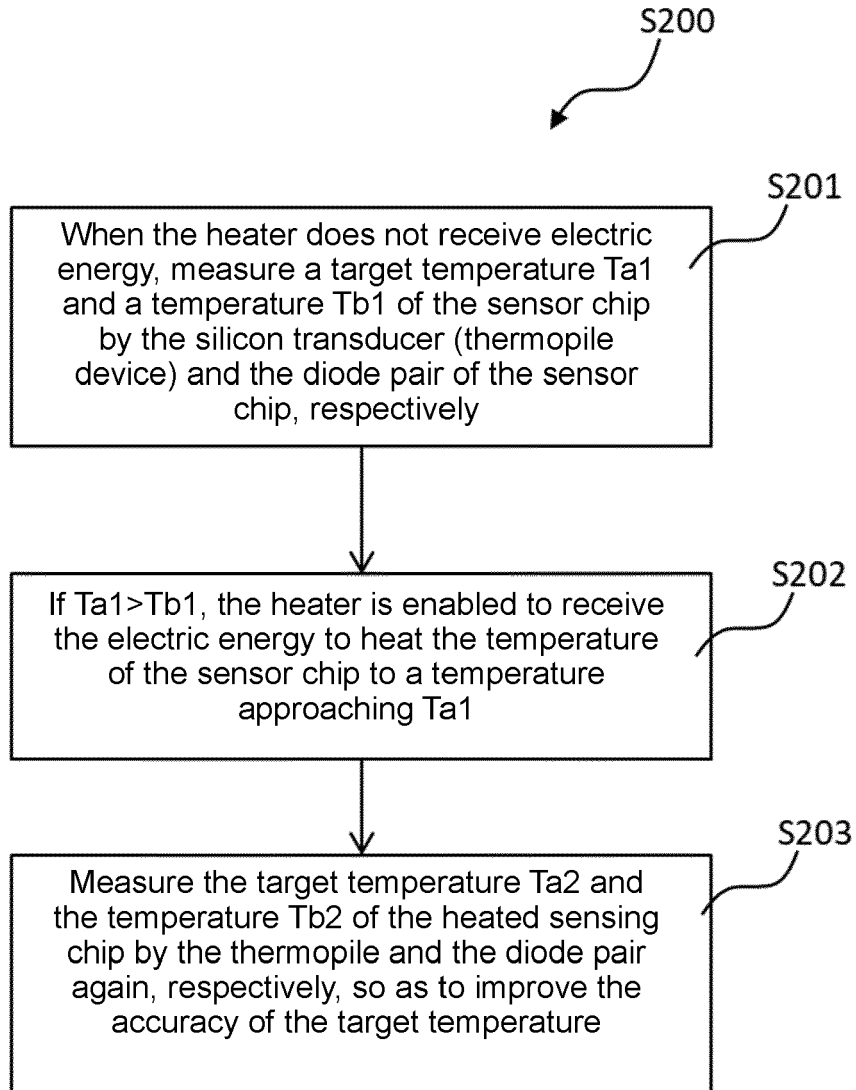 S200
S201
When the heater does not receive electric
energy, measure a target temperature Ta1
and a temperature Tb1 of the sensor chip
by the silicon transducer (thermopile
device) and the diode pair of the sensor
chip, respectively
S202
If Ta1>Tb1, the heater is enabled to receive
the electric energy to heat the temperature
of the sensor chip to a temperature
approaching Ta1
S203
Measure the target temperature Ta2 and
the temperature Tb2 of the heated sensing
chip by the thermopile and the diode pair
again, respectively, so as to improve the
accuracy of the target temperature